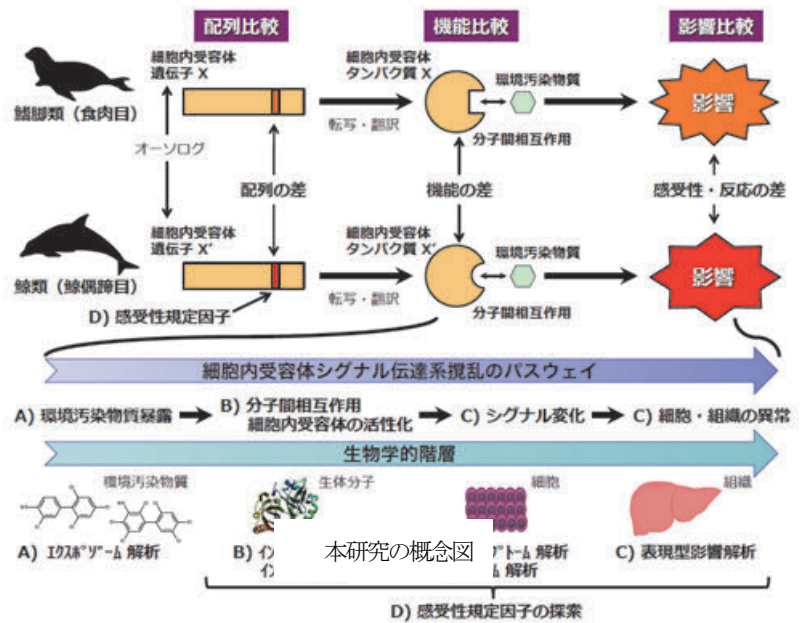 配列比較
機能比較
影響比較
細胞内受容体
遺伝子 X
細胞内受容体
タンパク質 X
環境汚染物質
影響
鰭脚類（食肉目）
転写・翻訳
分子間相互作用
オーソログ
配列の差
機能の差
感受性・反応の差
細胞内受容体
遺伝子 X'
細胞内受容体
タンパク質 X'
環境汚染物質
影響
鯨類（鯨偶蹄目）
転写・翻訳
分子間相互作用
D) 感受性規定因子
細胞内受容体シグナル伝達系撹乱のパスウェイ
A) 環境汚染物質暴露
B) 分子間相互作用
細胞内受容体の活性化
C) シグナル変化
C) 細胞・組織の異常
生物学的階層
環境汚染物質
生体分子
細胞
組織
A) ｴｸｽﾎﾟｿﾞｰﾑ 解析
B)
本研究の概念図
ﾄｰﾑ 解析
解析
C) 表現型影響解析
D) 感受性規定因子の探索